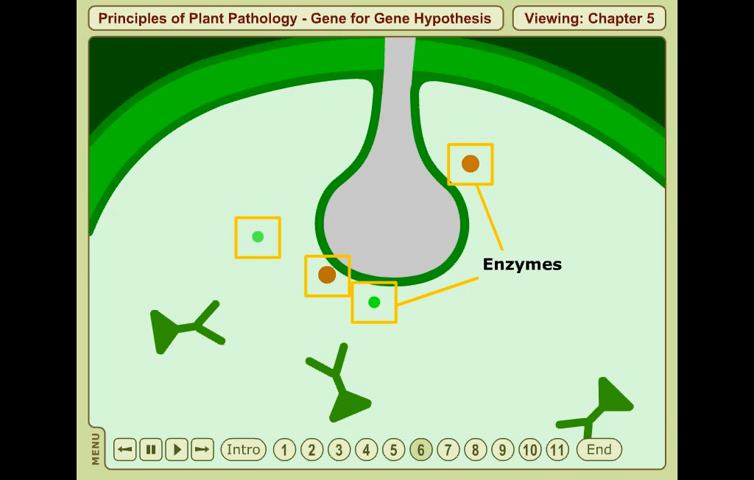 Principles of Plant Pathology - Gene for Gene Hypothesis
Viewing: Chapter 5
Enzymes
MENU
Intro 1 2 3 4 5 6 7 8 9 10 11 End